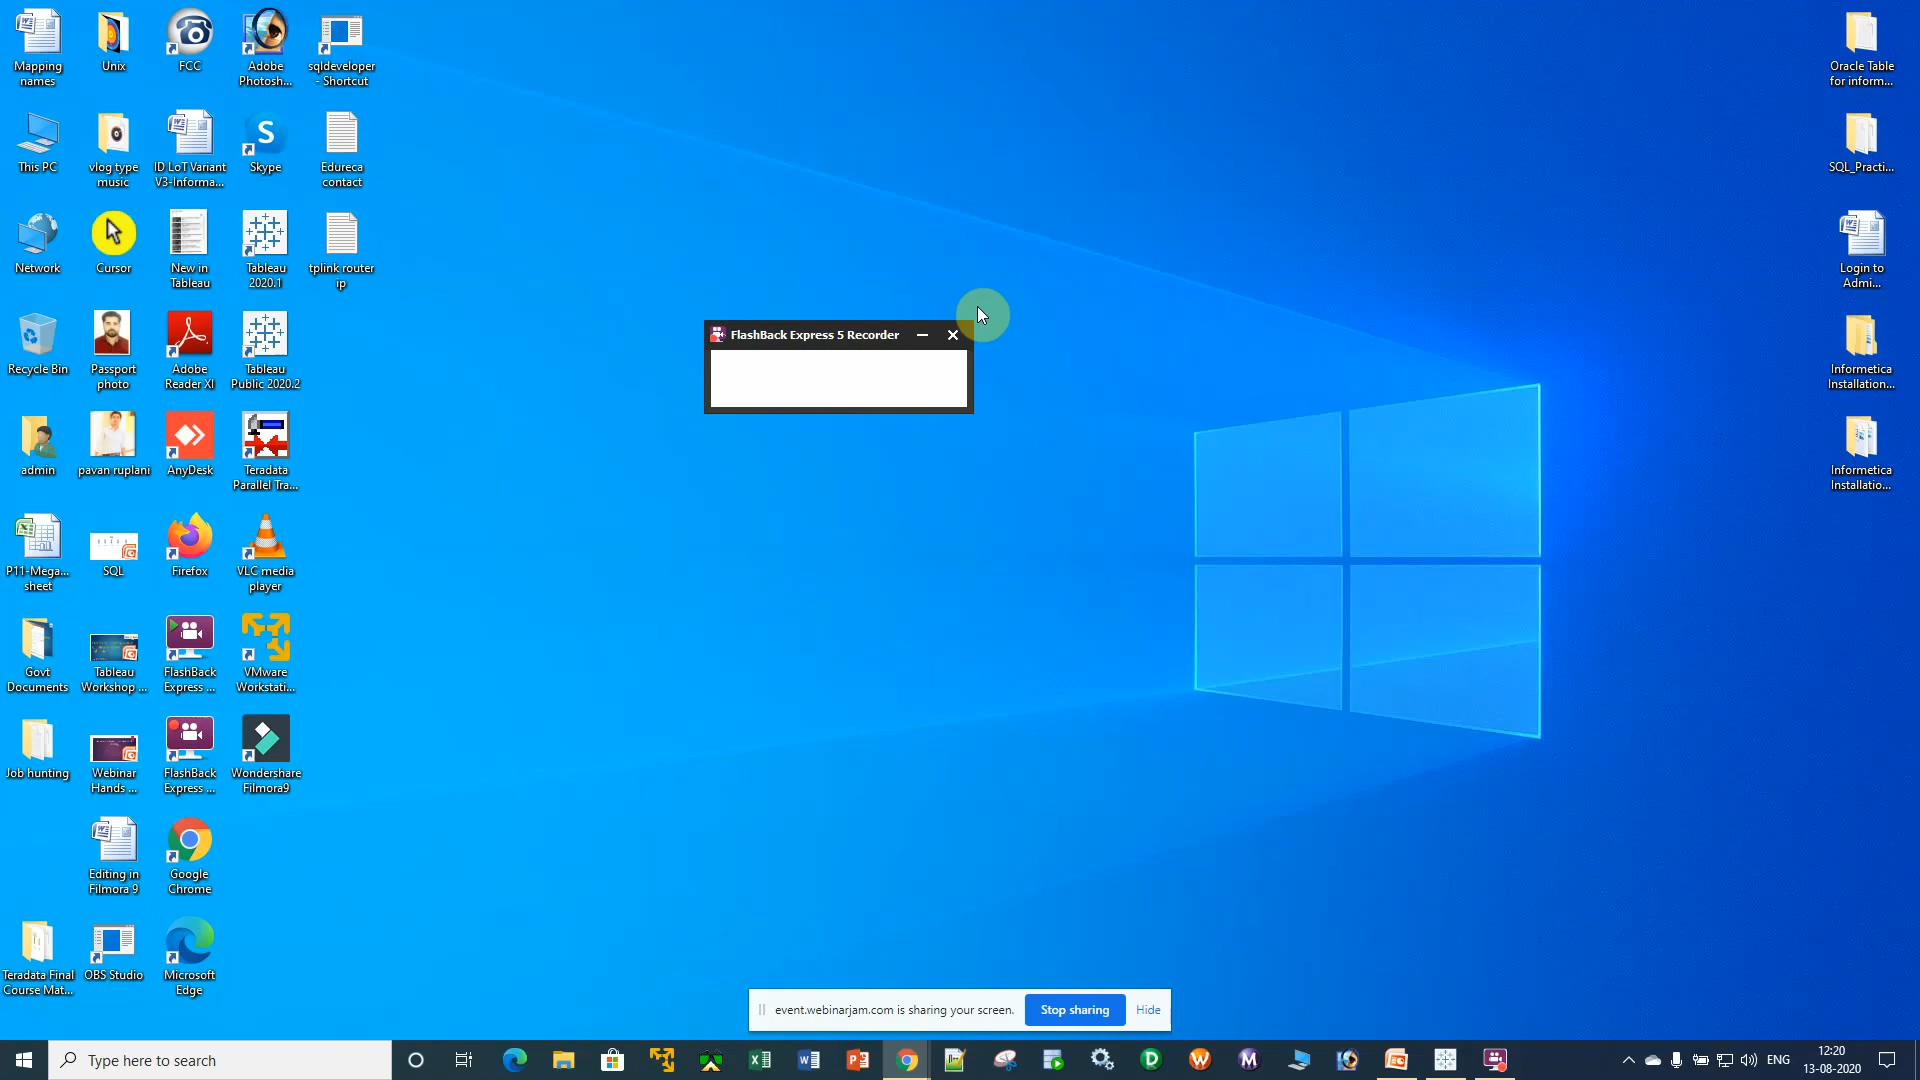 Mapping
names
Unix
FCC
Adobe
Photosh...
sqldeveloper
- Shortcut
Oracle Table
for inform...
This PC
vlog type
music
ID LoT Variant
V3-Informa...
Skype
Edureca
contact
SQL_Practi...
Network
Cursor
New in
Tableau
Tableau
2020.1
tplink router
ip
Login to
Admi...
FlashBack Express 5 Recorder
Recycle Bin
Passport
photo
Adobe
Reader XI
Tableau
Public 2020.2
Informetica
Installation...
admin
pavan ruplani
AnyDesk
Teradata
Parallel Tra...
Informetica
Installatio...
P11-Mega...
sheet
SQL
Firefox
VLC media
player
Govt
Documents
Tableau
Workshop ...
FlashBack
Express ...
VMware
Workstati...
Job hunting
Webinar
Hands ...
FlashBack
Express ...
Wondershare
Filmora9
Editing in
Filmora 9
Google
Chrome
Teradata Final
Course Mat...
OBS Studio
Microsoft
Edge
event.webinarjam.com is sharing your screen.
Stop sharing
Hide
Type here to search
ENG
12:20
13-08-2020